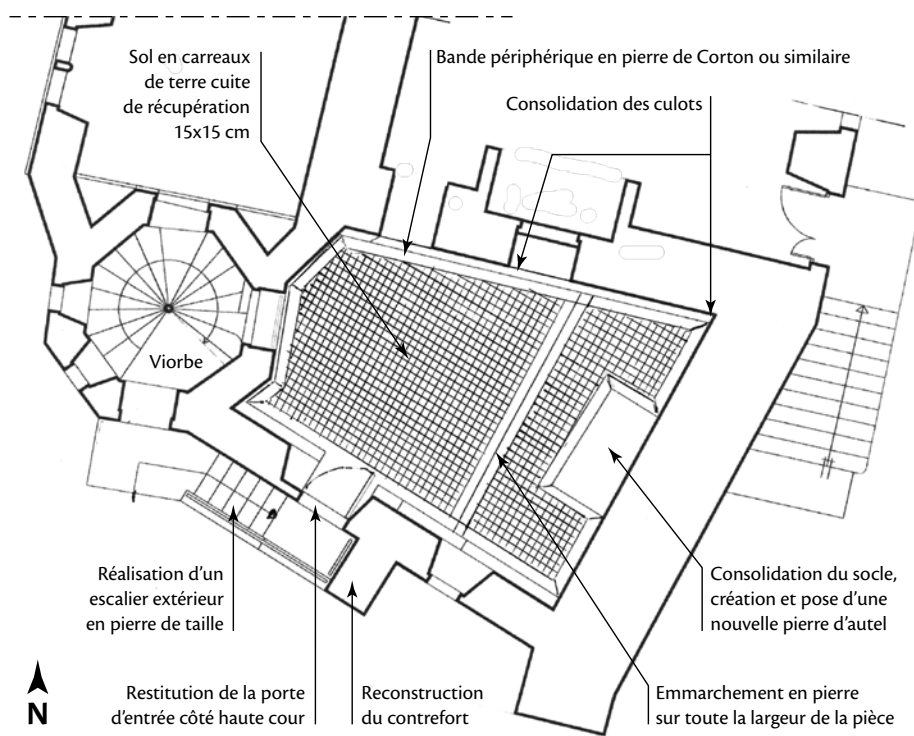 Sol en carreaux
de terre cuite
de récupération
15x15 cm
Bande périphérique en pierre de Corton ou similaire
Consolidation des culots
Viorbe
Réalisation d’un
escalier extérieur
en pierre de taille
Consolidation du socle,
création et pose d’une
nouvelle pierre d’autel
N
Restitution de la porte
d’entrée côté haute cour
Reconstruction
du contrefort
Emmarchement en pierre
sur toute la largeur de la pièce